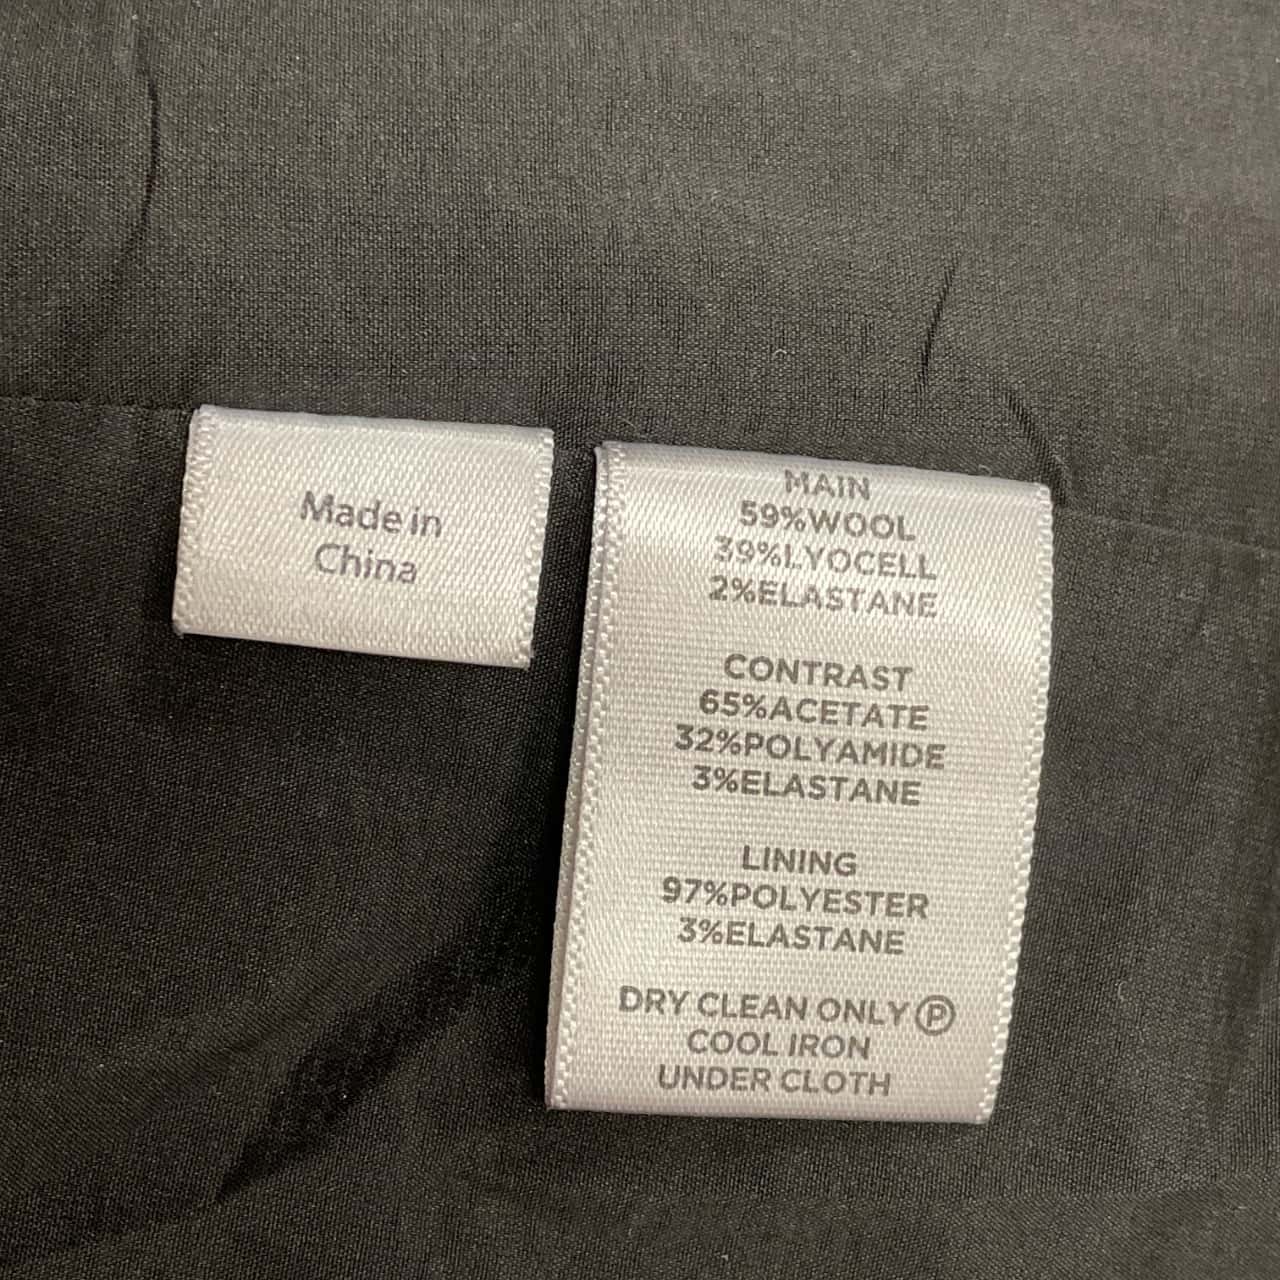 Made in
China
MAIN
59%WOOL
39%LYOCELL
2%ELASTANE
CONTRAST
65%ACETATE
32%POLYAMIDE
3%ELASTANE
LINING
97%POLYESTER
3%ELASTANE
DRY CLEAN ONLY Ⓟ
COOL IRON
UNDER CLOTH